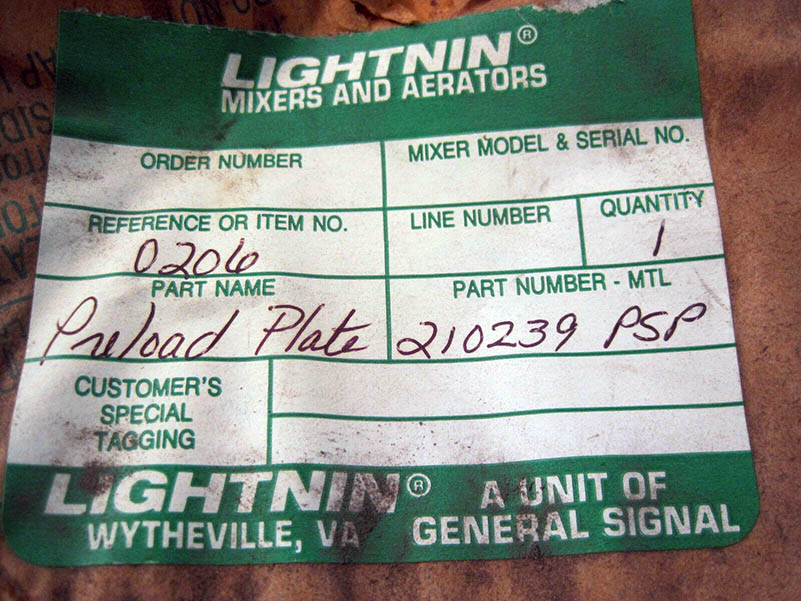 LIGHTNIN®
MIXERS AND AERATORS
ORDER NUMBER
MIXER MODEL & SERIAL NO.
REFERENCE OR ITEM NO.
0206
LINE NUMBER
QUANTITY
1
PART NAME
Preload Plate
PART NUMBER - MTL
210239 PSP
CUSTOMER'S
SPECIAL
TAGGING
LIGHTNIN®
WYTHEVILLE, VA
A UNIT OF
GENERAL SIGNAL